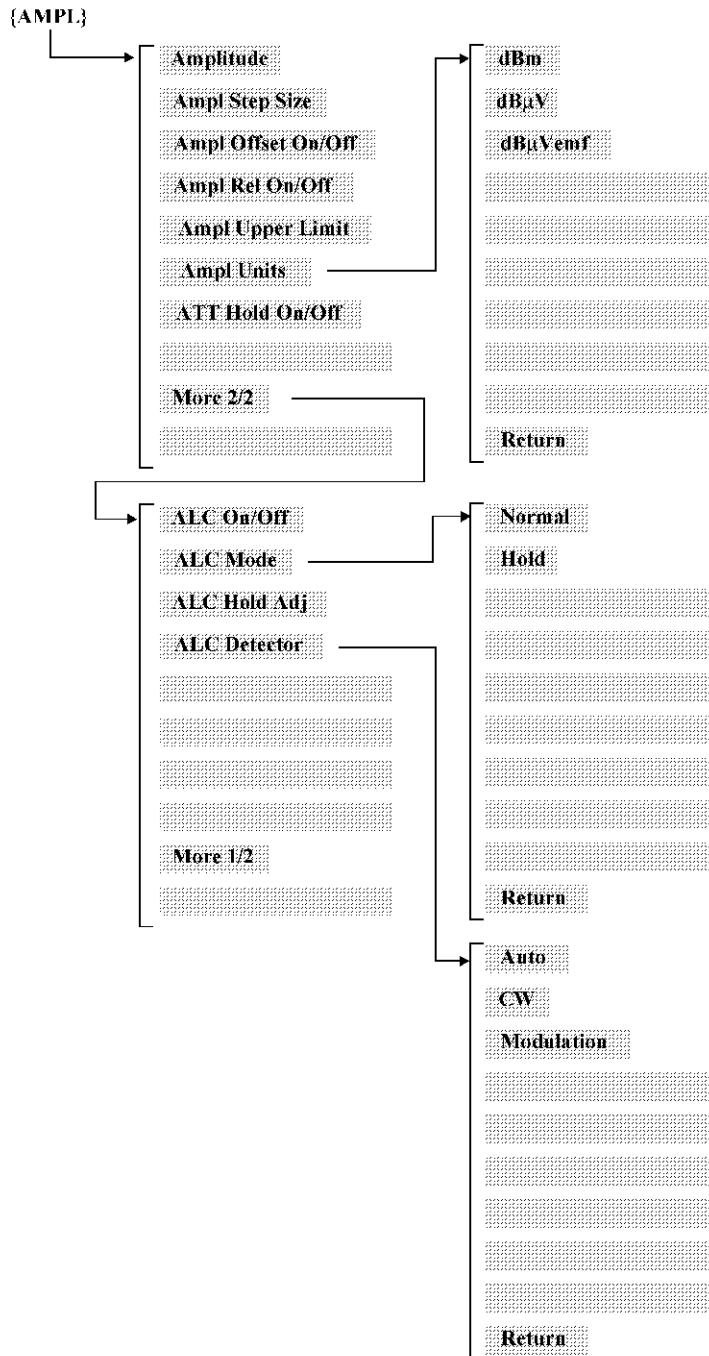 {AMPL}
Amplitude
Ampl Step Size
Ampl Offset On/Off
Ampl Rel On/Off
Ampl Upper Limit
Ampl Units
ATT Hold On/Off
More 2/2
dBm
dBµV
dBµVemf
Return
ALC On/Off
ALC Mode
ALC Hold Adj
ALC Detector
More 1/2
Normal
Hold
Return
Auto
CW
Modulation
Return